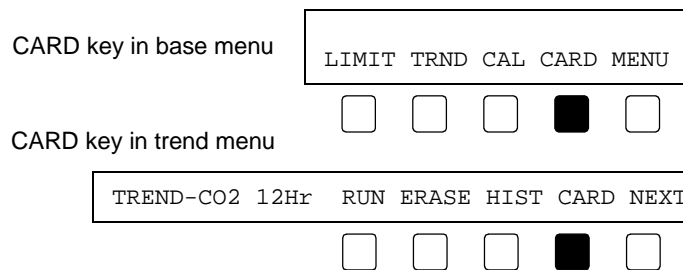 CARD key in base menu
LIMIT TRND CAL CARD MENU
CARD key in trend menu
TREND-CO2 12Hr RUN ERASE HIST CARD NEXT